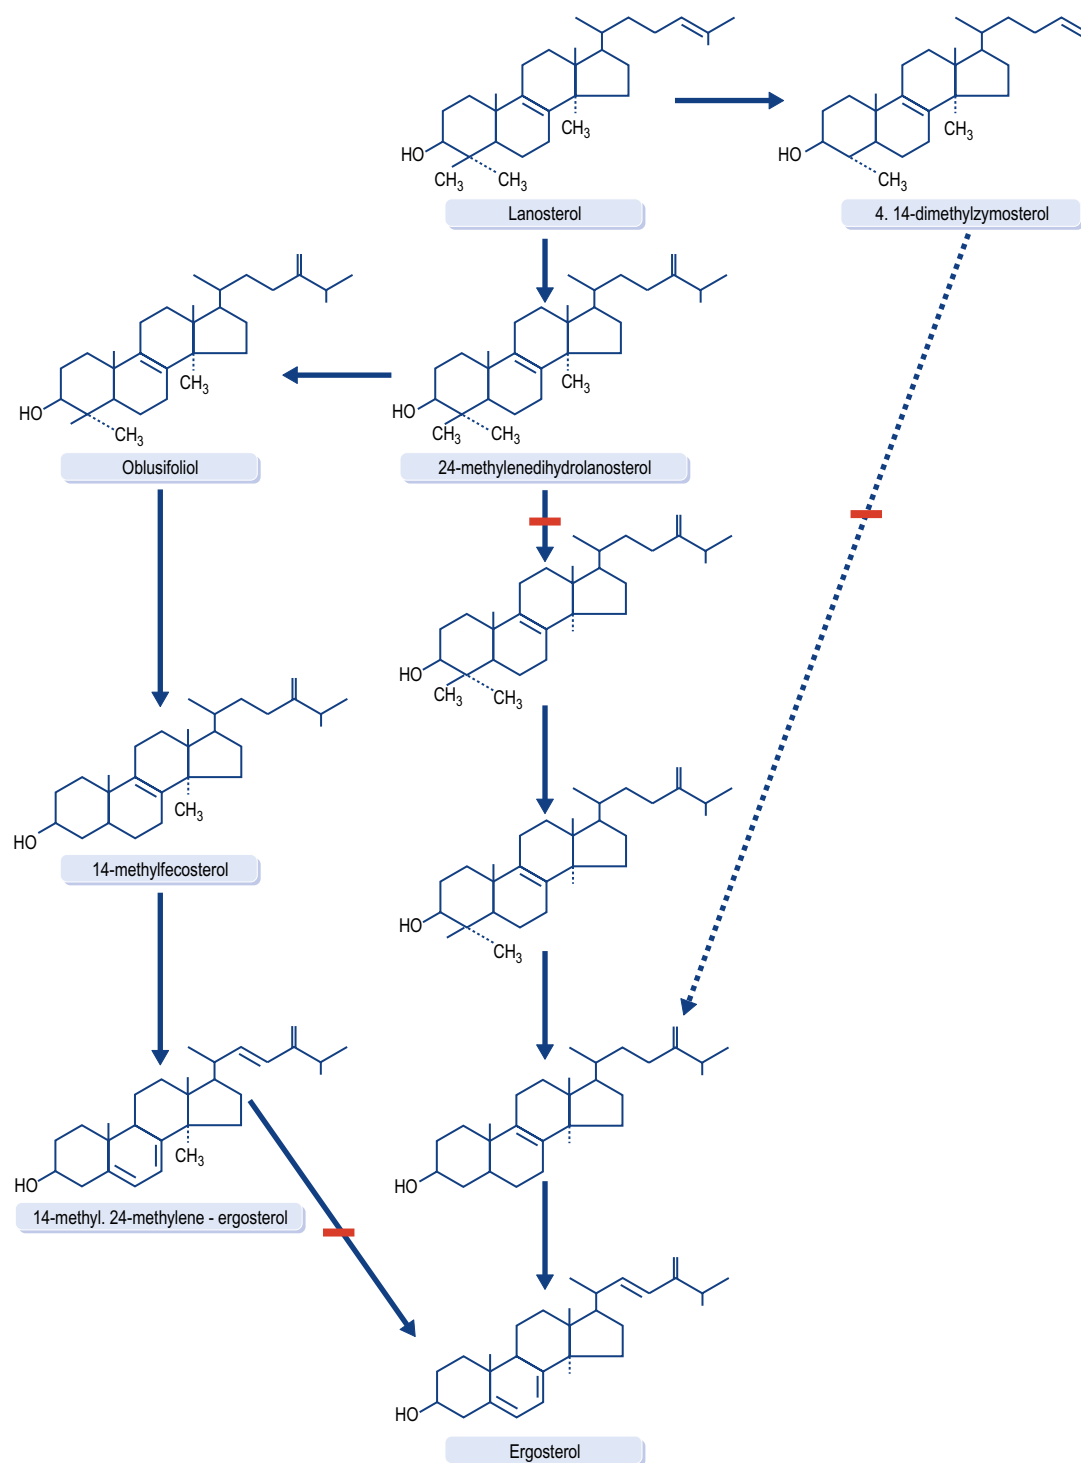 CH3
HO
CH3
CH3
Lanosterol
CH3
HO
CH3
4. 14-dimethylzymosterol
CH3
HO
CH3
Oblusifoliol
CH3
HO
CH3
CH3
24-methylenedihydrolanosterol
HO
CH3
CH3
CH3
HO
14-methylfecosterol
HO
CH3
CH3
HO
14-methyl. 24-methylene - ergosterol
HO
HO
Ergosterol